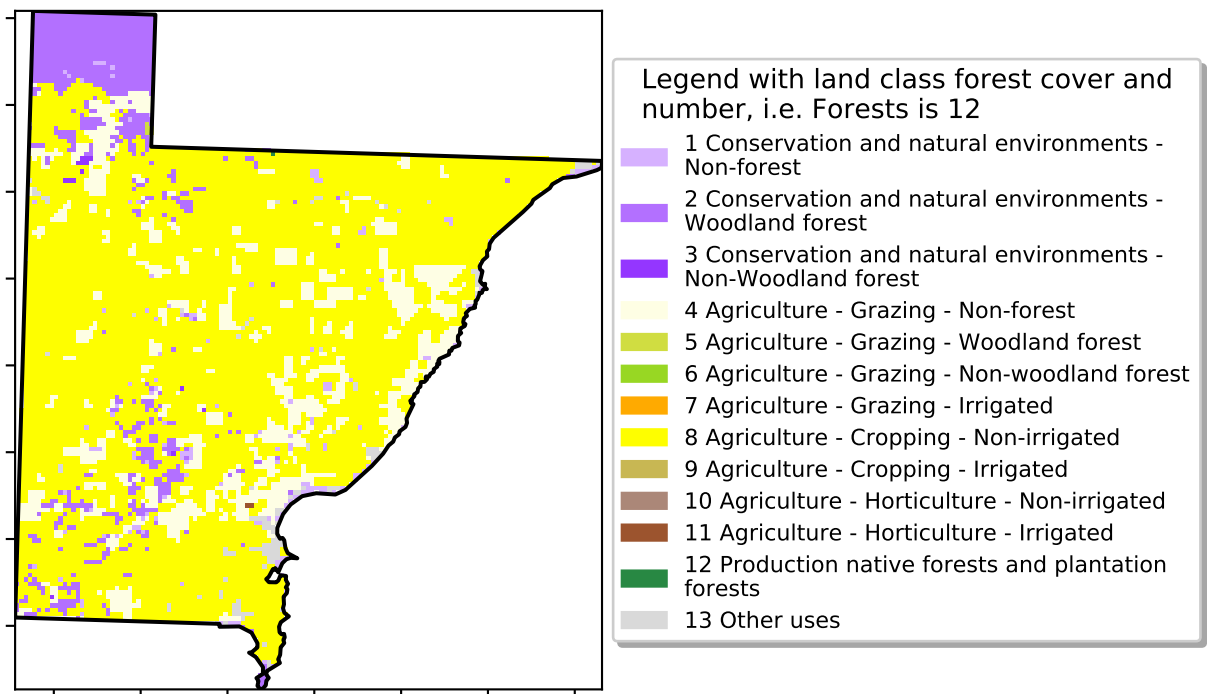 Legend with land class forest cover and
number, i.e. Forests is 12
1 Conservation and natural environments -
Non-forest
2 Conservation and natural environments -
Woodland forest
3 Conservation and natural environments -
Non-Woodland forest
4 Agriculture - Grazing - Non-forest
5 Agriculture - Grazing - Woodland forest
6 Agriculture - Grazing - Non-woodland forest
7 Agriculture - Grazing - Irrigated
8 Agriculture - Cropping - Non-irrigated
9 Agriculture - Cropping - Irrigated
10 Agriculture - Horticulture - Non-irrigated
11 Agriculture - Horticulture - Irrigated
12 Production native forests and plantation
forests
13 Other uses